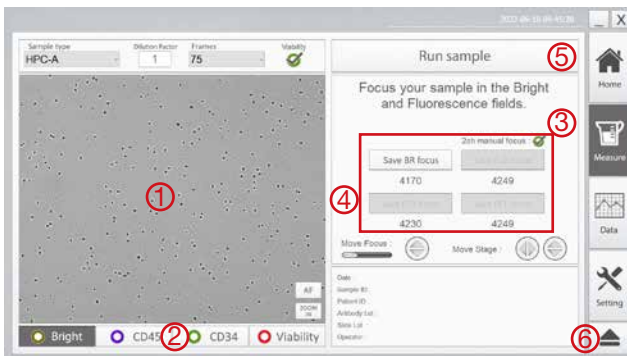 Sample type
Dilution Factor
Frames
Viability
HPC-A
1
75
Run sample
⑤
X
Home
Focus your sample in the Bright
and Fluorescence fields.
③
2ch manual focus :
Save BR focus
4170
4249
④
4230
4249
Measure
①
Data
Move Focus :
Move Stage :
AF
ZOOM
IN
Date :
Sample ID :
Patient ID :
Antibody Lot :
Slide Lot :
Operator :
Setting
Bright
CD45
②
CD34
Viability
⑥